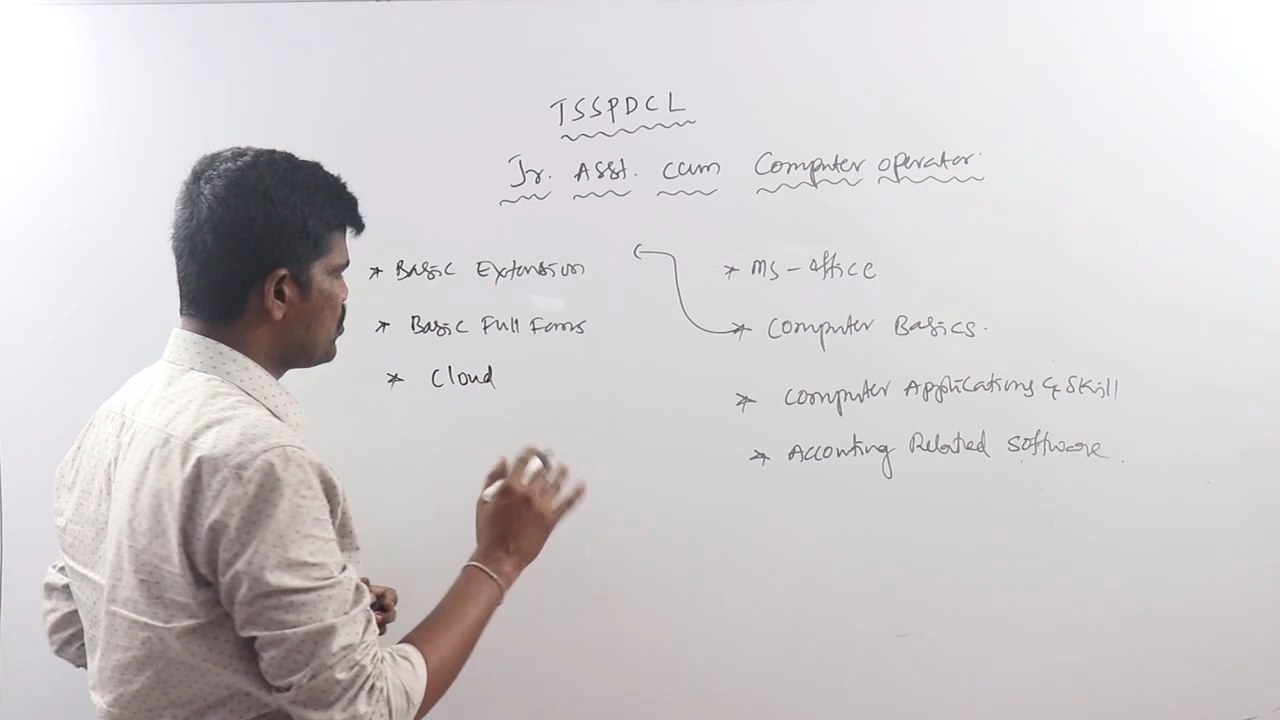 TSSPDCL
Jr. Asst. cum Computer operator.
* Basic Extension
* Basic Full Forms
* Cloud
* MS-Office
* Computer Basics.
* Computer Applications & Skill
* Acconting Related Software.